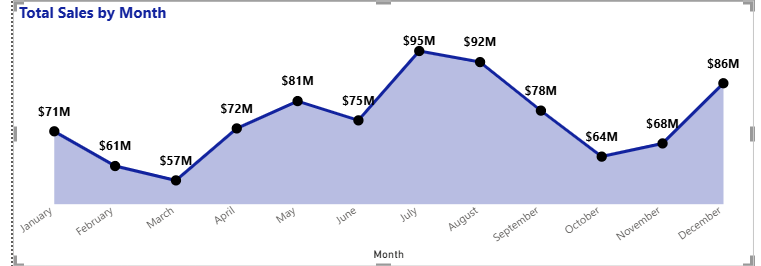 Total Sales by Month
$71M
$61M
$57M
$72M
$81M
$75M
$95M
$92M
$78M
$64M
$68M
$86M
January
February
March
April
May
June
July
August
September
October
November
December
Month